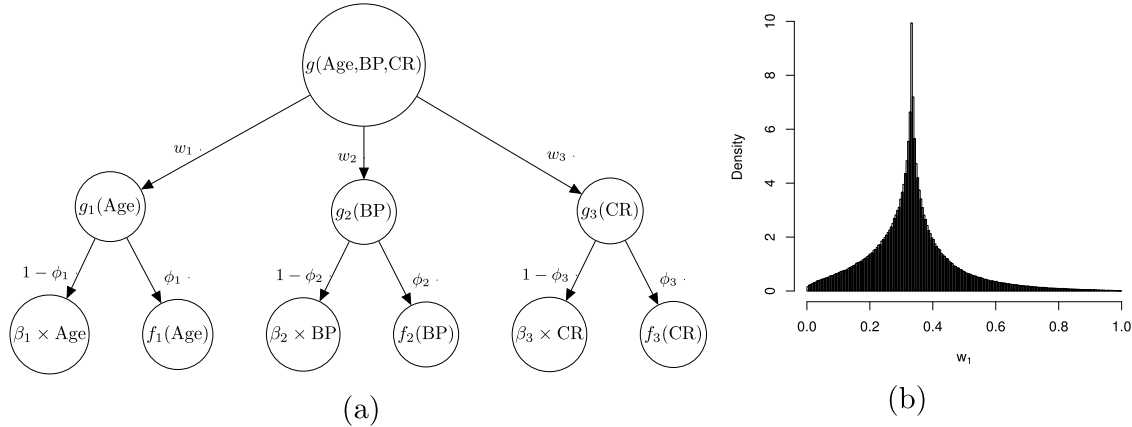 g(Age,BP,CR)
w₁
w₂
w₃
g₁(Age)
g₂(BP)
g₃(CR)
1 − ϕ₁
ϕ₁
1 − ϕ₂
ϕ₂
1 − ϕ₃
ϕ₃
β₁ × Age
f₁(Age)
β₂ × BP
f₂(BP)
β₃ × CR
f₃(CR)
(a)
Density
10
8
6
4
2
0
0.0 0.2 0.4 0.6 0.8 1.0
w₁
(b)